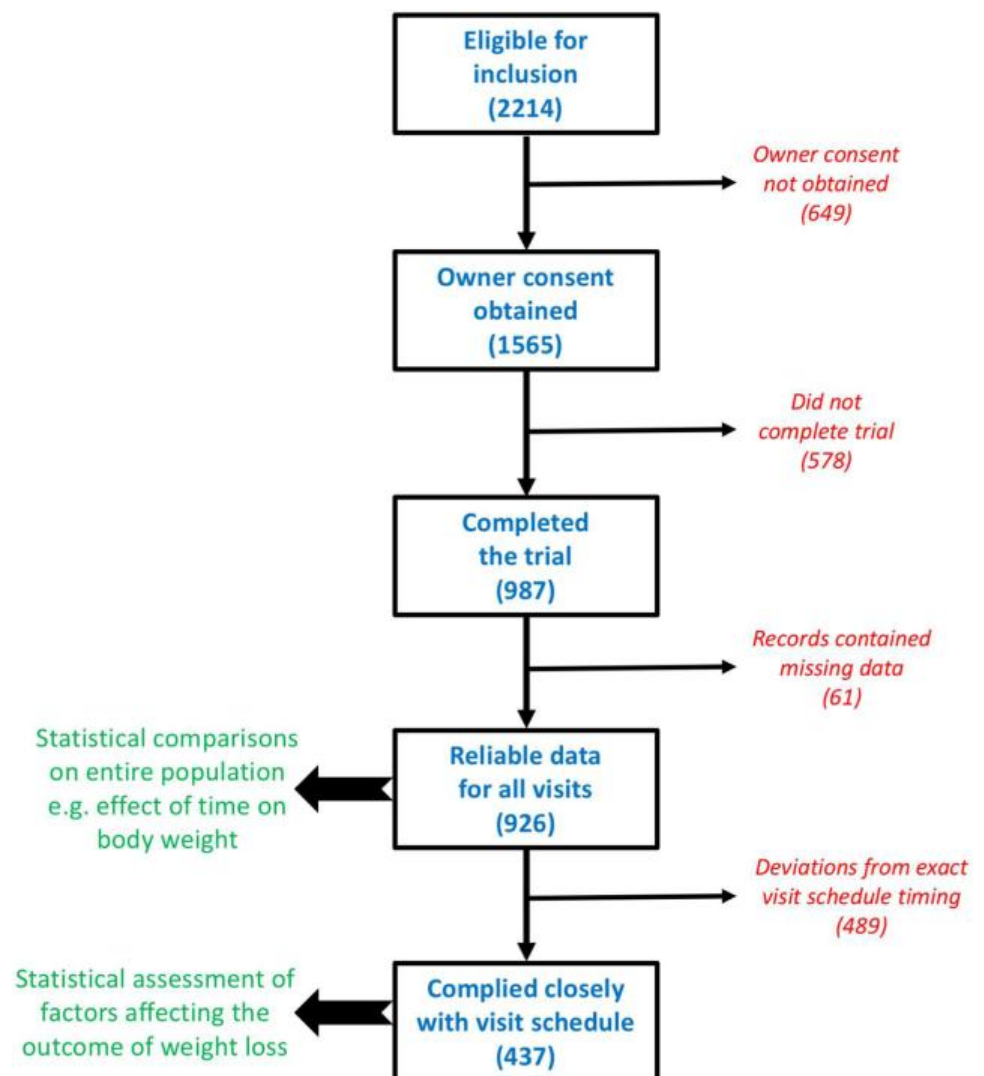 Eligible for
inclusion
(2214)
Owner consent
not obtained
(649)
Owner consent
obtained
(1565)
Did not
complete trial
(578)
Completed
the trial
(987)
Records contained
missing data
(61)
Statistical comparisons
on entire population
e.g. effect of time on
body weight
Reliable data
for all visits
(926)
Deviations from exact
visit schedule timing
(489)
Statistical assessment of
factors affecting the
outcome of weight loss
Complied closely
with visit schedule
(437)